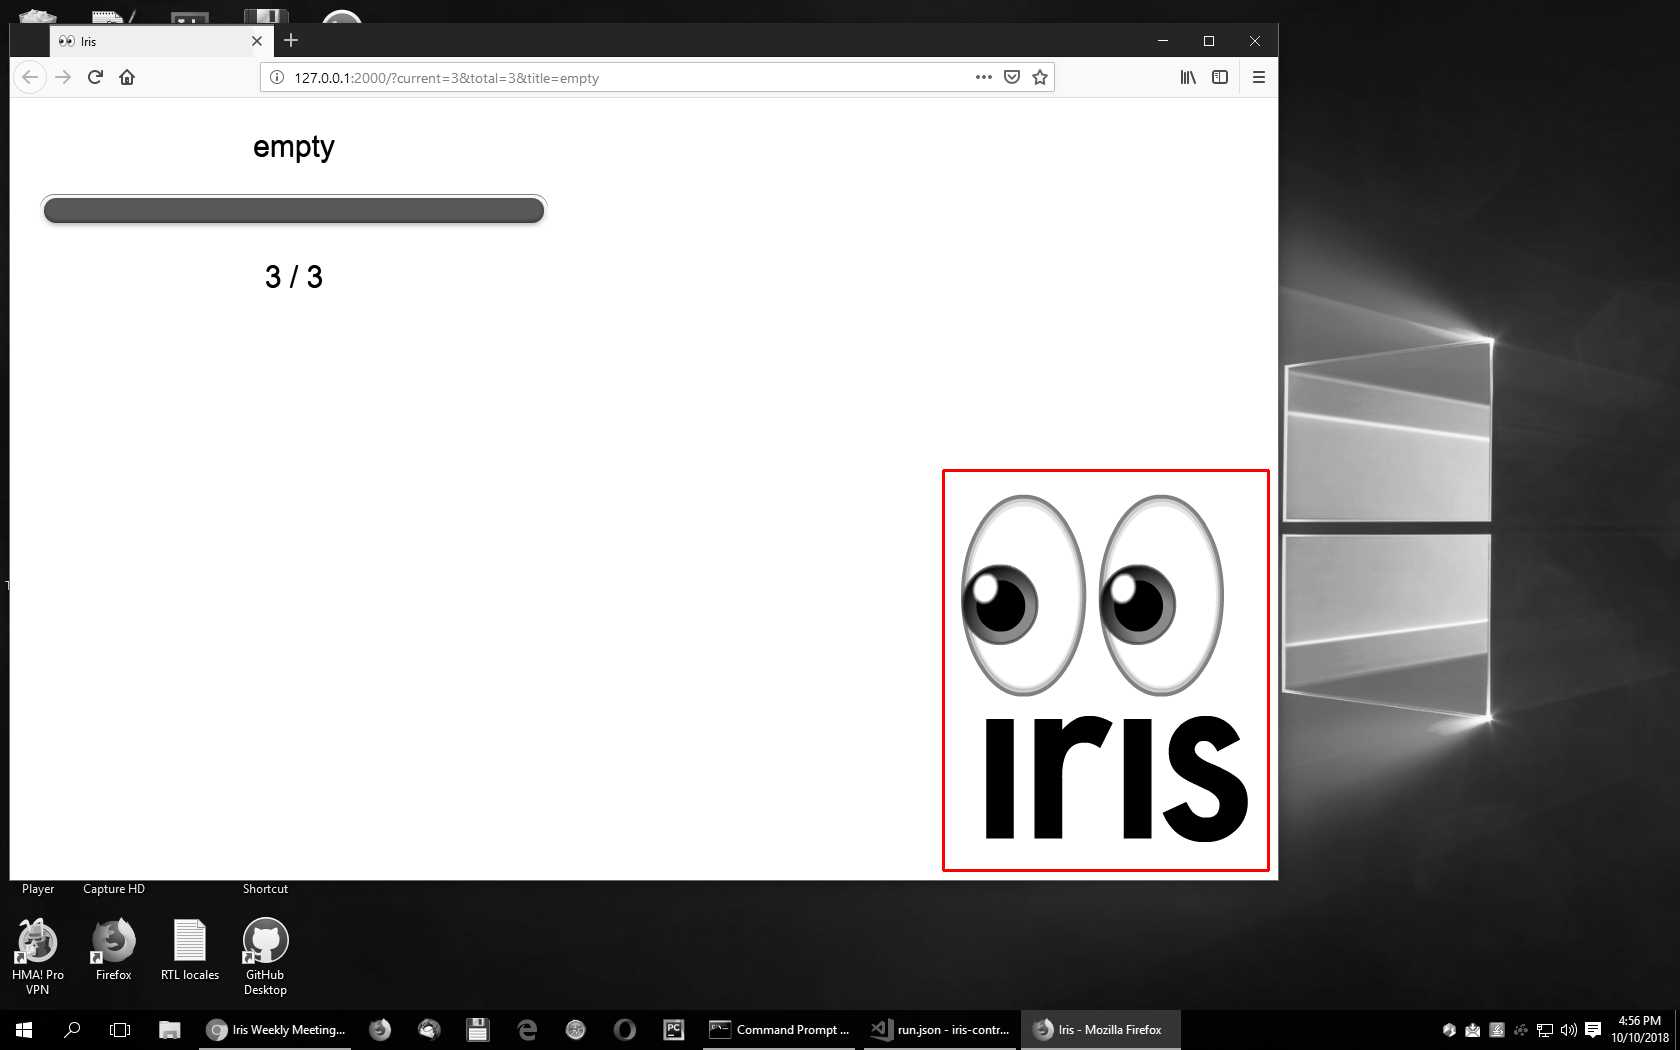 Iris
127.0.0.1:2000/?current=3&total=3&title=empty
empty
3 / 3
iris
Player
Capture HD
Shortcut
HMA! Pro
VPN
Firefox
RTL locales
GitHub
Desktop
Iris Weekly Meeting...
PC
Command Prompt ...
run.json - iris-contr...
Iris - Mozilla Firefox
4:56 PM
10/10/2018